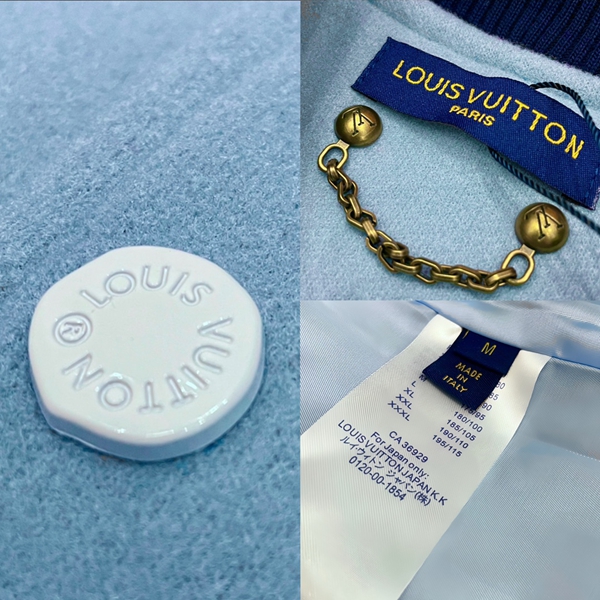 LOUIS VUITTON ®
LOUIS VUITTON
PARIS
LV
LV
M
MADE
IN
ITALY
L
XL
XXL 180/100
XXXL 185/105
190/110
195/115
CA 36929
For Japan only:
LOUIS VUITTON JAPAN K.K
ルイ・ヴィトン ジャパン(株)
0120-00-1854